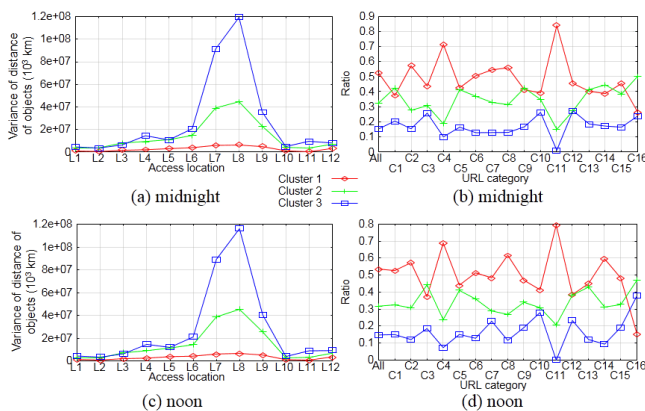 Variance of distance
of objects (10³ km)
1.2e+08
1e+08
8e+07
6e+07
4e+07
2e+07
0
L1 L2 L3 L4 L5 L6 L7 L8 L9 L10 L11 L12
Access location
(a) midnight
Ratio
0.9
0.8
0.7
0.6
0.5
0.4
0.3
0.2
0.1
0
All C2 C4 C6 C8 C10 C12 C14 C16
C1 C3 C5 C7 C9 C11 C13 C15
URL category
(b) midnight
Cluster 1
Cluster 2
Cluster 3
Variance of distance of
objects (10³ km)
1.2e+08
1e+08
8e+07
6e+07
4e+07
2e+07
0
L1 L2 L3 L4 L5 L6 L7 L8 L9 L10 L11 L12
Access location
(c) noon
Ratio
0.8
0.7
0.6
0.5
0.4
0.3
0.2
0.1
0
All C2 C4 C6 C8 C10 C12 C14 C16
C1 C3 C5 C7 C9 C11 C13 C15
URL category
(d) noon